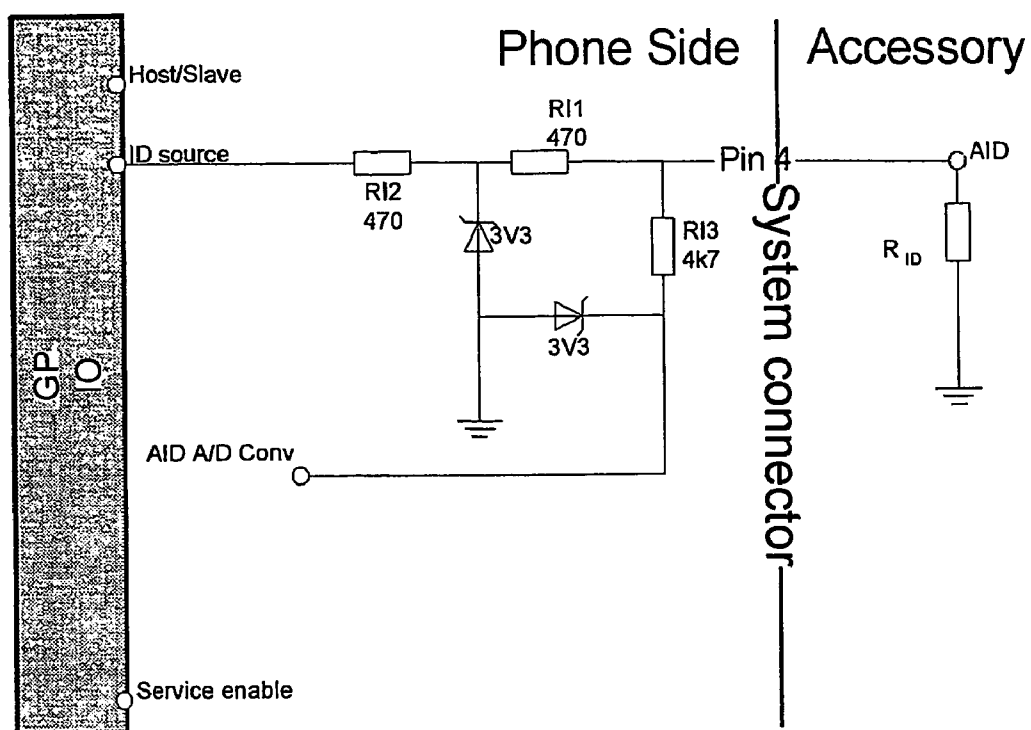 Phone Side
Accessory
Host/Slave
ID source
RI1
470
RI2
470
3V3
RI3
4k7
3V3
Pin 4
System connector
AID
R ID
GP
IO
AID A/D Conv
Service enable